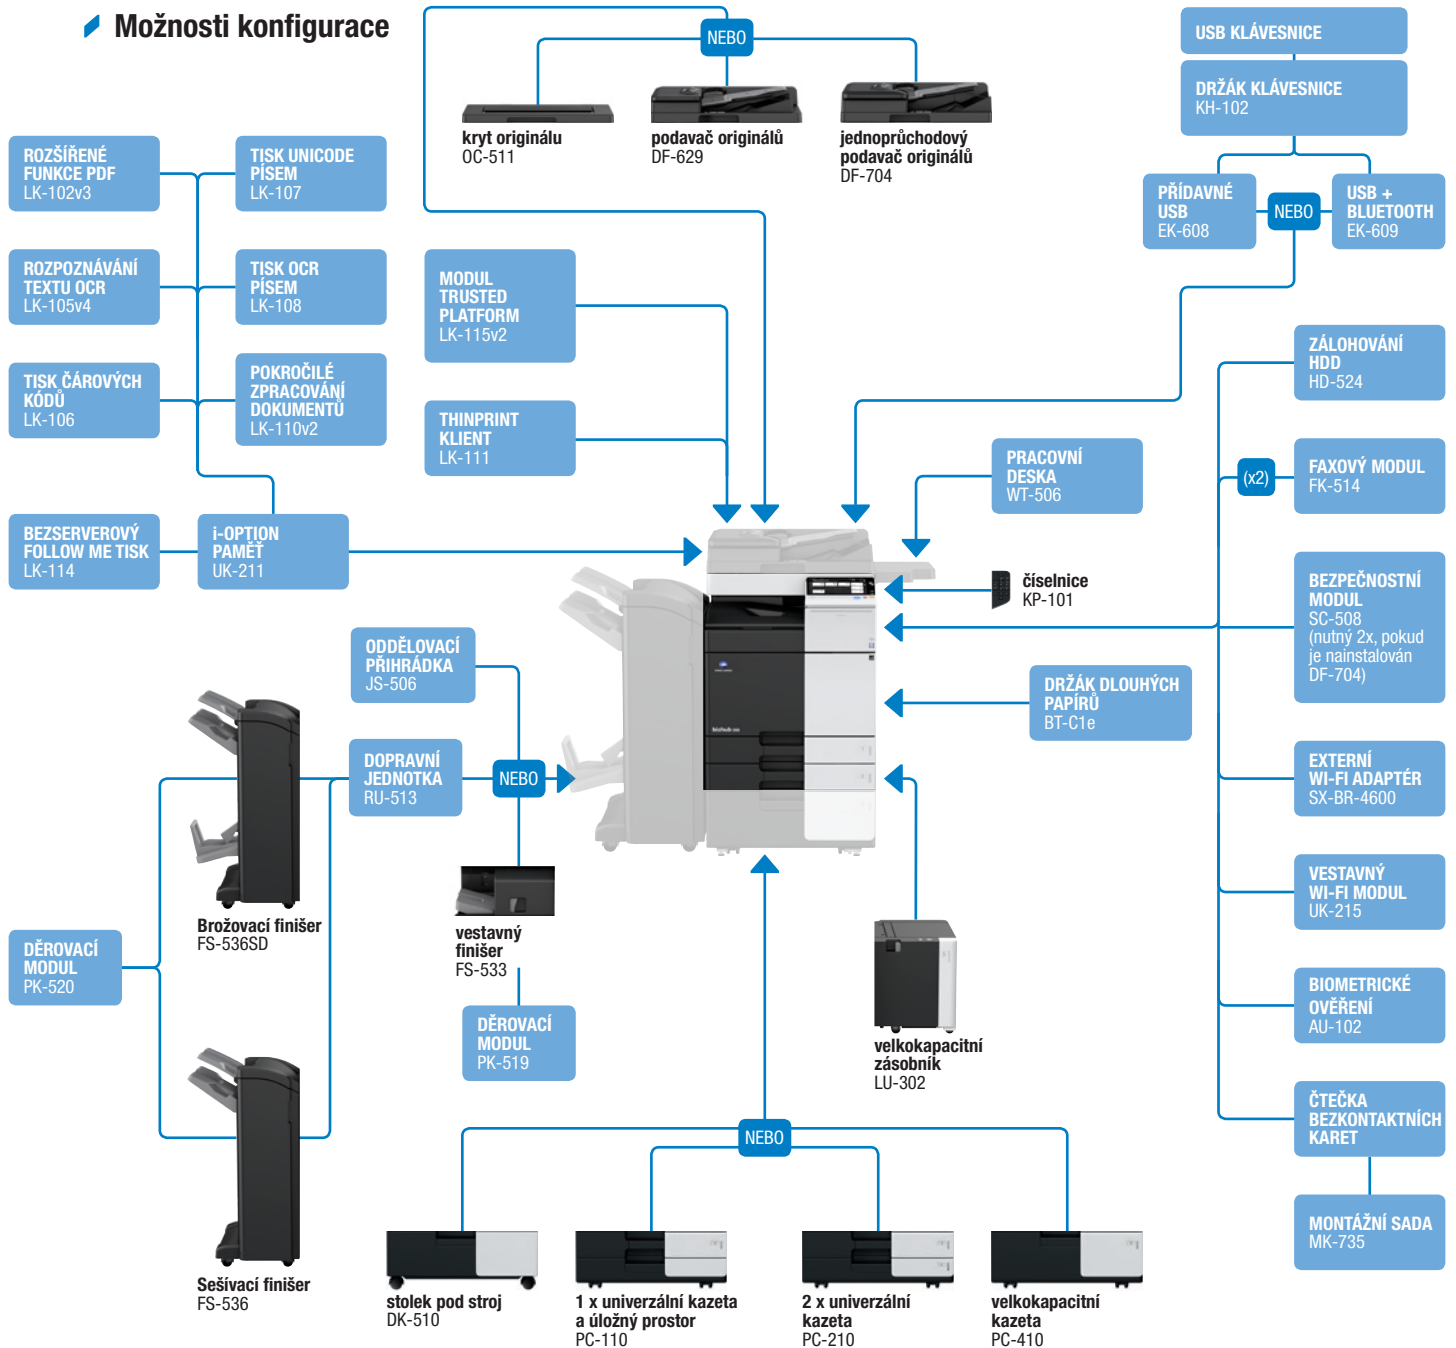 Možnosti konfigurace
NEBO
kryt originálu
OC-511
podavač originálů
DF-629
jednoprůchodový
podavač originálů
DF-704
USB KLÁVESNICE
DRŽÁK KLÁVESNICE
KH-102
PŘÍDAVNÉ
USB
EK-608
NEBO
USB +
BLUETOOTH
EK-609
ROZŠÍŘENÉ
FUNKCE PDF
LK-102v3
TISK UNICODE
PÍSEM
LK-107
ROZPOZNÁVÁNÍ
TEXTU OCR
LK-105v4
TISK OCR
PÍSEM
LK-108
TISK ČÁROVÝCH
KÓDŮ
LK-106
POKROČILÉ
ZPRACOVÁNÍ
DOKUMENTŮ
LK-110v2
BEZSERVEROVÝ
FOLLOW ME TISK
LK-114
i-OPTION
PAMĚŤ
UK-211
MODUL
TRUSTED
PLATFORM
LK-115v2
THINPRINT
KLIENT
LK-111
PRACOVNÍ
DESKA
WT-506
číselnice
KP-101
DRŽÁK DLOUHÝCH
PAPÍRŮ
BT-C1e
ZÁLOHOVÁNÍ
HDD
HD-524
(x2)
FAXOVÝ MODUL
FK-514
BEZPEČNOSTNÍ
MODUL
SC-508
(nutný 2x, pokud
je nainstalován
DF-704)
EXTERNÍ
WI-FI ADAPTÉR
SX-BR-4600
VESTAVNÝ
WI-FI MODUL
UK-215
BIOMETRICKÉ
OVĚŘENÍ
AU-102
ČTEČKA
BEZKONTAKTNÍCH
KARET
MONTÁŽNÍ SADA
MK-735
ODDĚLOVACÍ
PŘIHRÁDKA
JS-506
DOPRAVNÍ
JEDNOTKA
RU-513
NEBO
vestavný
finišer
FS-533
DĚROVACÍ
MODUL
PK-519
Brožovací finišer
FS-536SD
DĚROVACÍ
MODUL
PK-520
Sešívací finišer
FS-536
velkokapacitní
zásobník
LU-302
NEBO
stolek pod stroj
DK-510
1 x univerzální kazeta
a úložný prostor
PC-110
2 x univerzální
kazeta
PC-210
velkokapacitní
kazeta
PC-410